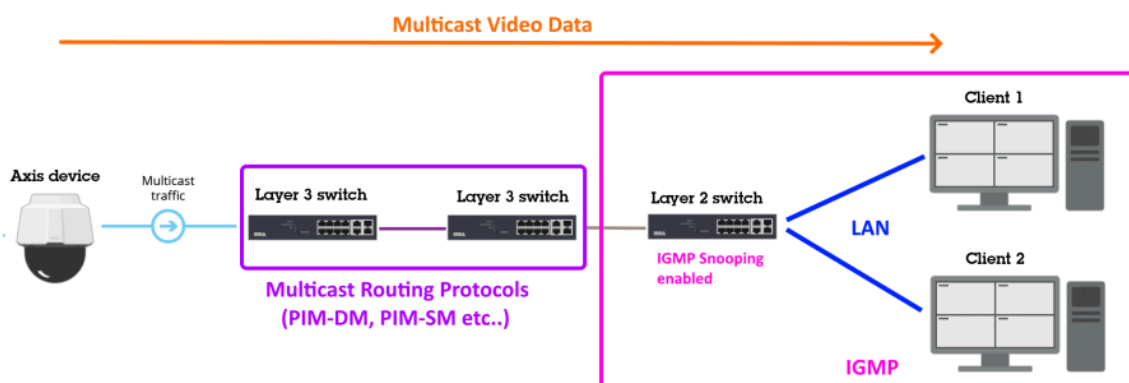 Multicast Video Data
Client 1
Axis device
Multicast
traffic
Layer 3 switch
Layer 3 switch
Layer 2 switch
LAN
IGMP Snooping
enabled
Client 2
Multicast Routing Protocols
(PIM-DM, PIM-SM etc..)
IGMP